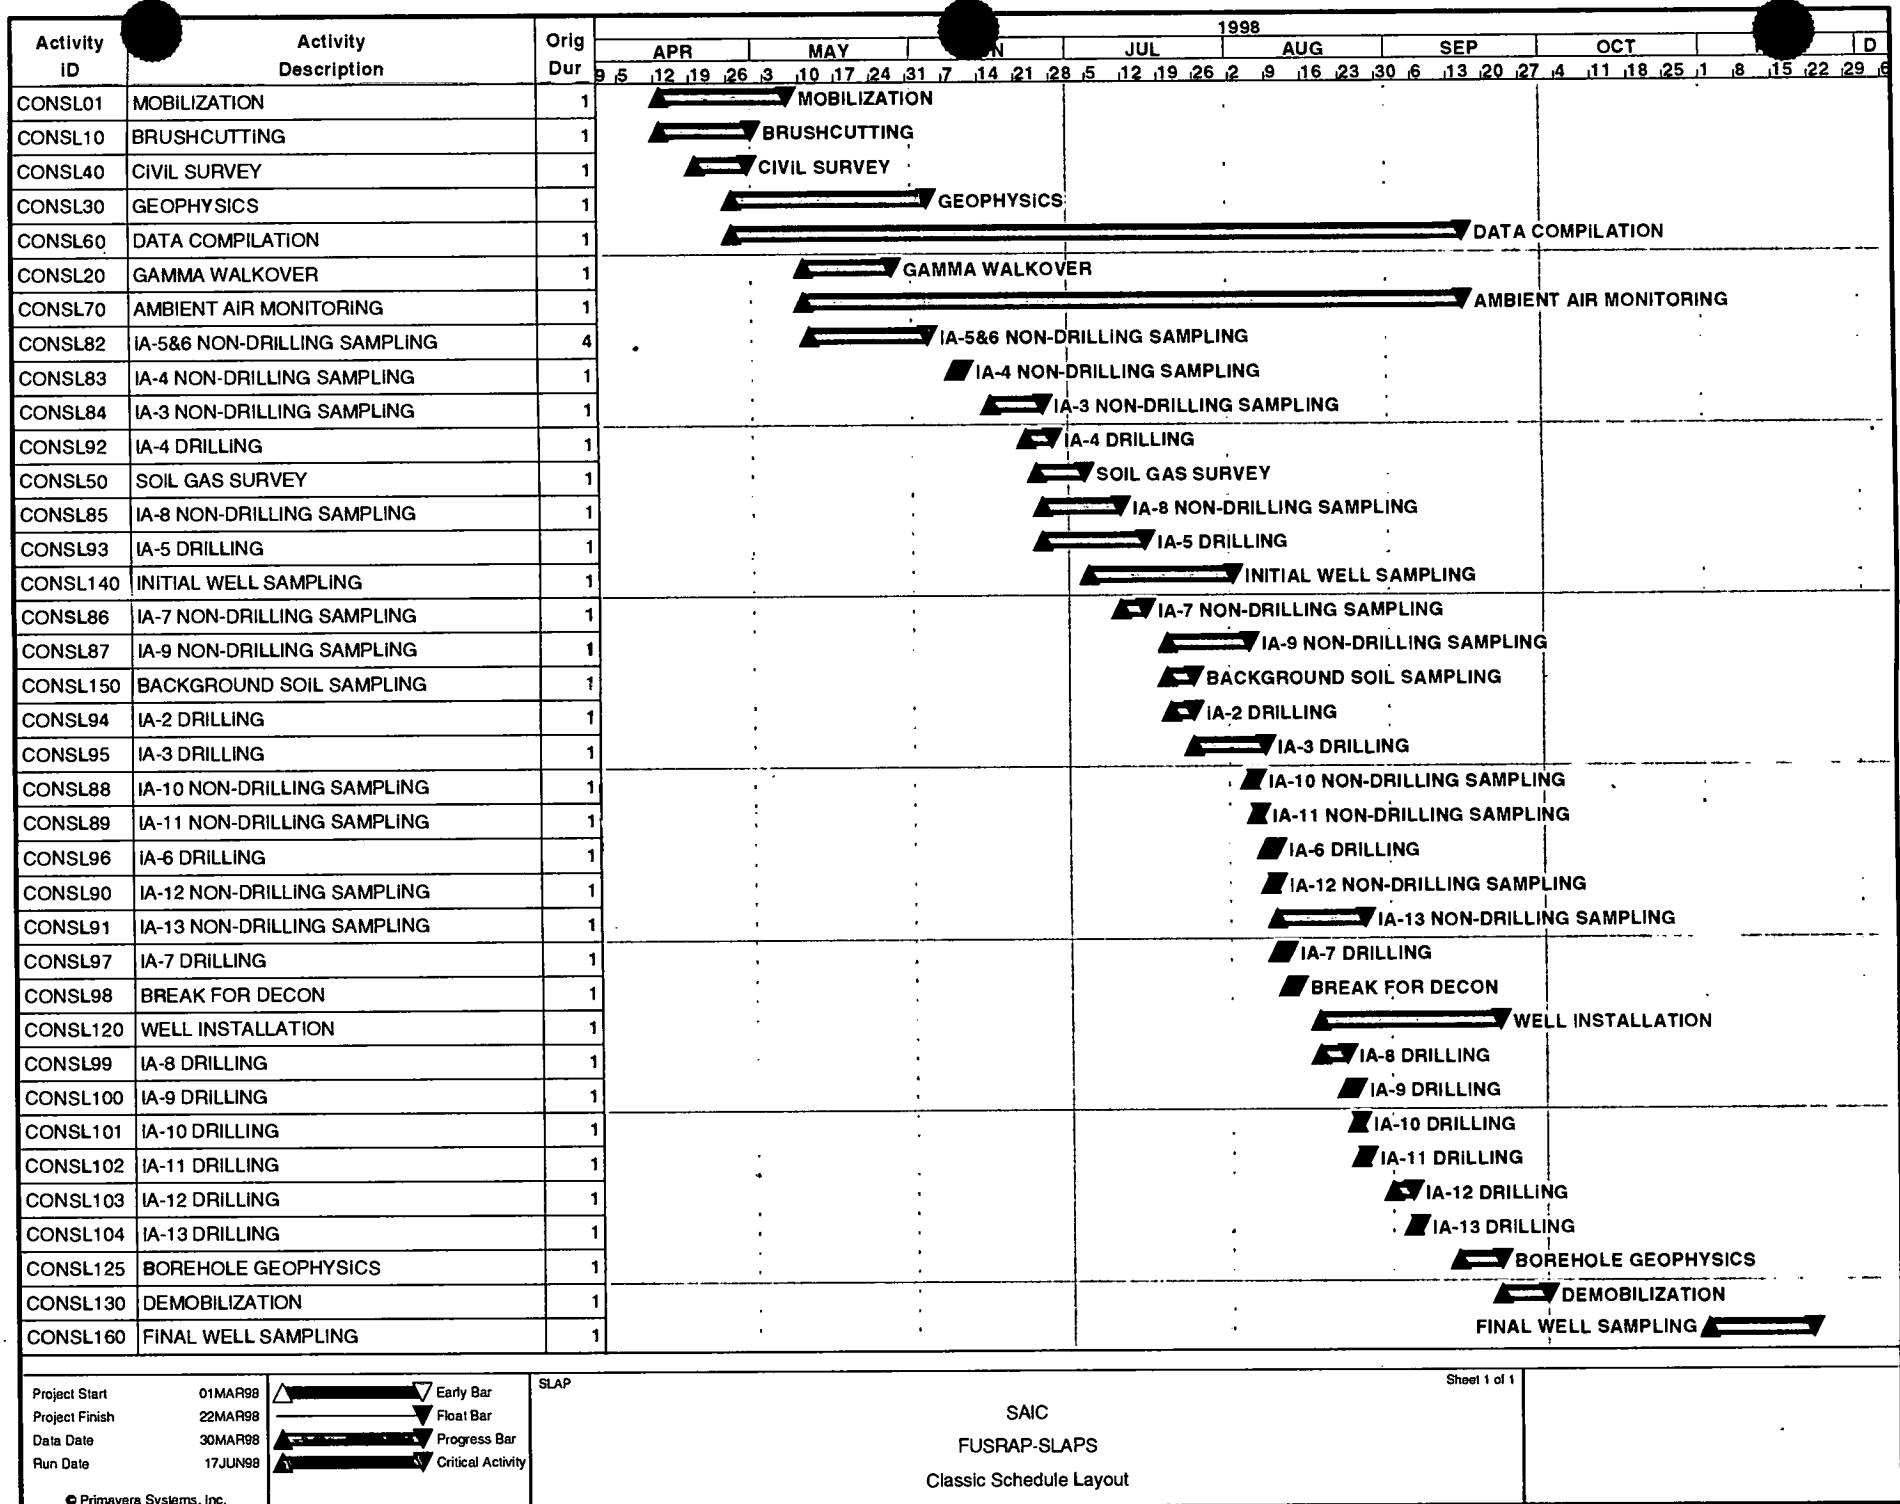 1998
Activity ID Activity Description Orig Dur
APR MAY JUL AUG SEP OCT D
9 5 12 19 26 3 10 17 24 31 7 14 21 28 5 12 19 26 2 9 16 23 30 6 13 20 27 4 11 18 25 1 8 15 22 29 6
CONSL01 MOBILIZATION 1 MOBILIZATION
CONSL10 BRUSHCUTTING 1 BRUSHCUTTING
CONSL40 CIVIL SURVEY 1 CIVIL SURVEY
CONSL30 GEOPHYSICS 1 GEOPHYSICS
CONSL60 DATA COMPILATION 1 DATA COMPILATION
CONSL20 GAMMA WALKOVER 1 GAMMA WALKOVER
CONSL70 AMBIENT AIR MONITORING 1 AMBIENT AIR MONITORING
CONSL82 IA-5&6 NON-DRILLING SAMPLING 4 IA-5&6 NON-DRILLING SAMPLING
CONSL83 IA-4 NON-DRILLING SAMPLING 1 IA-4 NON-DRILLING SAMPLING
CONSL84 IA-3 NON-DRILLING SAMPLING 1 IA-3 NON-DRILLING SAMPLING
CONSL92 IA-4 DRILLING 1 IA-4 DRILLING
CONSL50 SOIL GAS SURVEY 1 SOIL GAS SURVEY
CONSL85 IA-8 NON-DRILLING SAMPLING 1 IA-8 NON-DRILLING SAMPLING
CONSL93 IA-5 DRILLING 1 IA-5 DRILLING
CONSL140 INITIAL WELL SAMPLING 1 INITIAL WELL SAMPLING
CONSL86 IA-7 NON-DRILLING SAMPLING 1 IA-7 NON-DRILLING SAMPLING
CONSL87 IA-9 NON-DRILLING SAMPLING 1 IA-9 NON-DRILLING SAMPLING
CONSL150 BACKGROUND SOIL SAMPLING 1 BACKGROUND SOIL SAMPLING
CONSL94 IA-2 DRILLING 1 IA-2 DRILLING
CONSL95 IA-3 DRILLING 1 IA-3 DRILLING
CONSL88 IA-10 NON-DRILLING SAMPLING 1 IA-10 NON-DRILLING SAMPLING
CONSL89 IA-11 NON-DRILLING SAMPLING 1 IA-11 NON-DRILLING SAMPLING
CONSL96 IA-6 DRILLING 1 IA-6 DRILLING
CONSL90 IA-12 NON-DRILLING SAMPLING 1 IA-12 NON-DRILLING SAMPLING
CONSL91 IA-13 NON-DRILLING SAMPLING 1 IA-13 NON-DRILLING SAMPLING
CONSL97 IA-7 DRILLING 1 IA-7 DRILLING
CONSL98 BREAK FOR DECON 1 BREAK FOR DECON
CONSL120 WELL INSTALLATION 1 WELL INSTALLATION
CONSL99 IA-8 DRILLING 1 IA-8 DRILLING
CONSL100 IA-9 DRILLING 1 IA-9 DRILLING
CONSL101 IA-10 DRILLING 1 IA-10 DRILLING
CONSL102 IA-11 DRILLING 1 IA-11 DRILLING
CONSL103 IA-12 DRILLING 1 IA-12 DRILLING
CONSL104 IA-13 DRILLING 1 IA-13 DRILLING
CONSL125 BOREHOLE GEOPHYSICS 1 BOREHOLE GEOPHYSICS
CONSL130 DEMOBILIZATION 1 DEMOBILIZATION
CONSL160 FINAL WELL SAMPLING 1 FINAL WELL SAMPLING
Project Start 01MAR98 Early Bar
Project Finish 22MAR98 Float Bar
Data Date 30MAR98 Progress Bar
Run Date 17JUN98 Critical Activity
© Primavera Systems, Inc.
SLAP
SAIC
FUSRAP-SLAPS
Classic Schedule Layout
Sheet 1 of 1